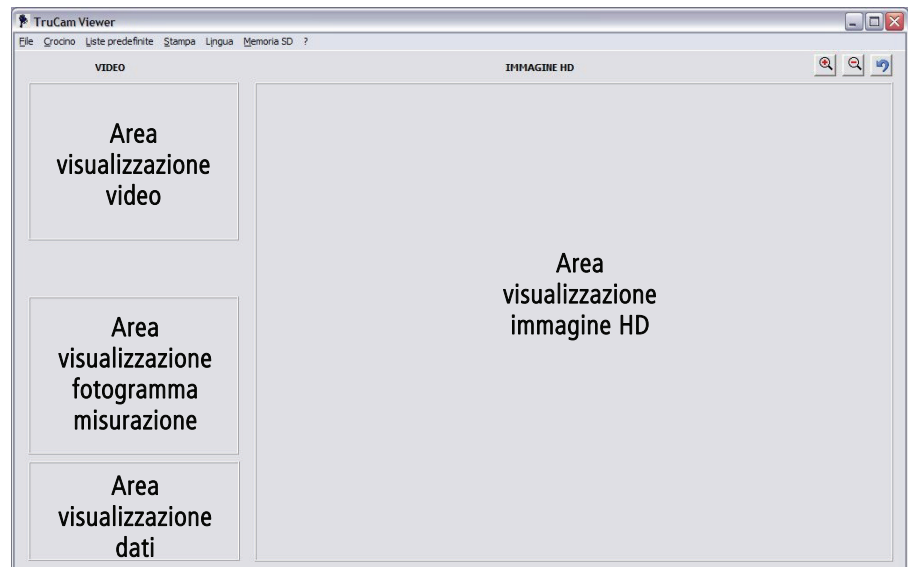 TruCam Viewer
File Crocino Liste predefinite Stampa Lingua Memoria SD ?
VIDEO
IMMAGINE HD
Area
visualizzazione
video
Area
visualizzazione
immagine HD
Area
visualizzazione
fotogramma
misurazione
Area
visualizzazione
dati